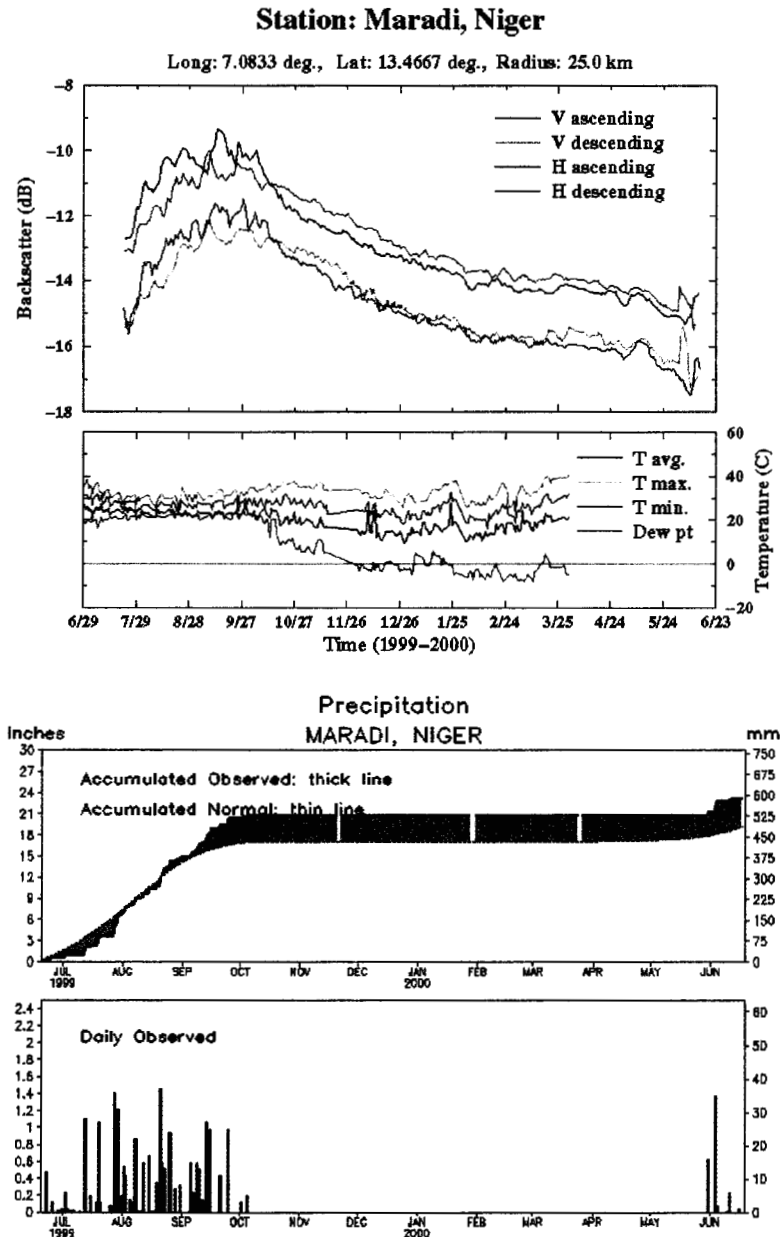 Station: Maradi, Niger
Long: 7.0833 deg., Lat: 13.4667 deg., Radius: 25.0 km
-8
-10
-12
-14
-16
-18
Backscatter (dB)
V ascending
V descending
H ascending
H descending
60
40
20
0
-20
Temperature (C)
T avg.
T max.
T min.
Dew pt
6/29 7/29 8/28 9/27 10/27 11/26 12/26 1/25 2/24 3/25 4/24 5/24 6/23
Time (1999-2000)
Precipitation
inches MARADI, NIGER mm
Accumulated Observed: thick line
Accumulated Normal: thin line
30
27
24
21
18
15
12
9
6
3
0
750
675
600
525
450
375
300
225
150
75
0
JUL AUG SEP OCT NOV DEC JAN FEB MAR APR MAY JUN
1999 2000
Daily Observed
2.4
2.2
2
1.8
1.6
1.4
1.2
1
0.8
0.6
0.4
0.2
0
60
50
40
30
20
10
0
JUL AUG SEP OCT NOV DEC JAN FEB MAR APR MAY JUN
1999 2000